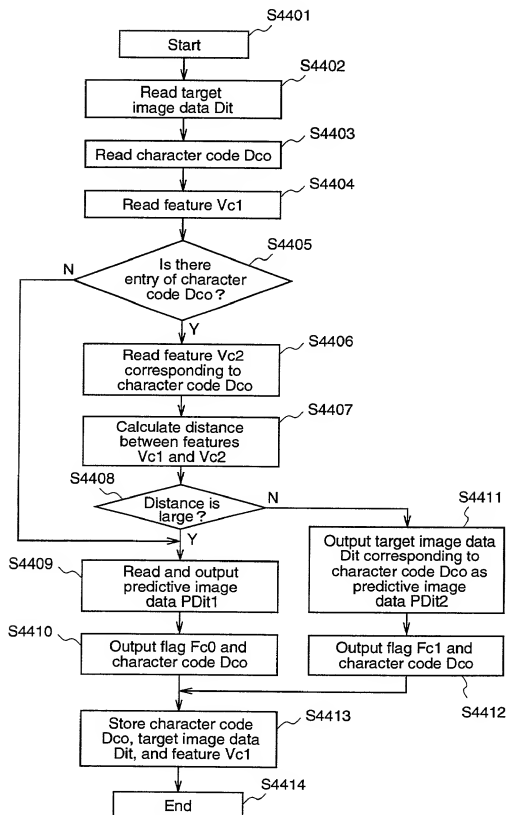 S4401
Start
S4402
Read target
image data Dit
S4403
Read character code Dco
S4404
Read feature Vc1
S4405
N
Is there
entry of character
code Dco ?
Y
S4406
Read feature Vc2
corresponding to
character code Dco
S4407
Calculate distance
between features
Vc1 and Vc2
S4408
Distance is
large ?
N
Y
S4411
Output target image data
Dit corresponding to
character code Dco as
predictive image
data PDit2
S4409
Read and output
predictive image
data PDit1
S4410
Output flag Fc0 and
character code Dco
Output flag Fc1 and
character code Dco
S4412
S4413
Store character code
Dco, target image data
Dit, and feature Vc1
S4414
End